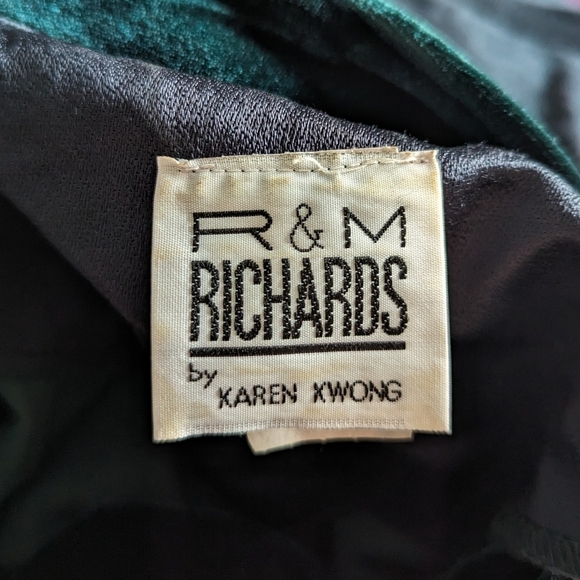 R & M
RICHARDS
by
KAREN KWONG